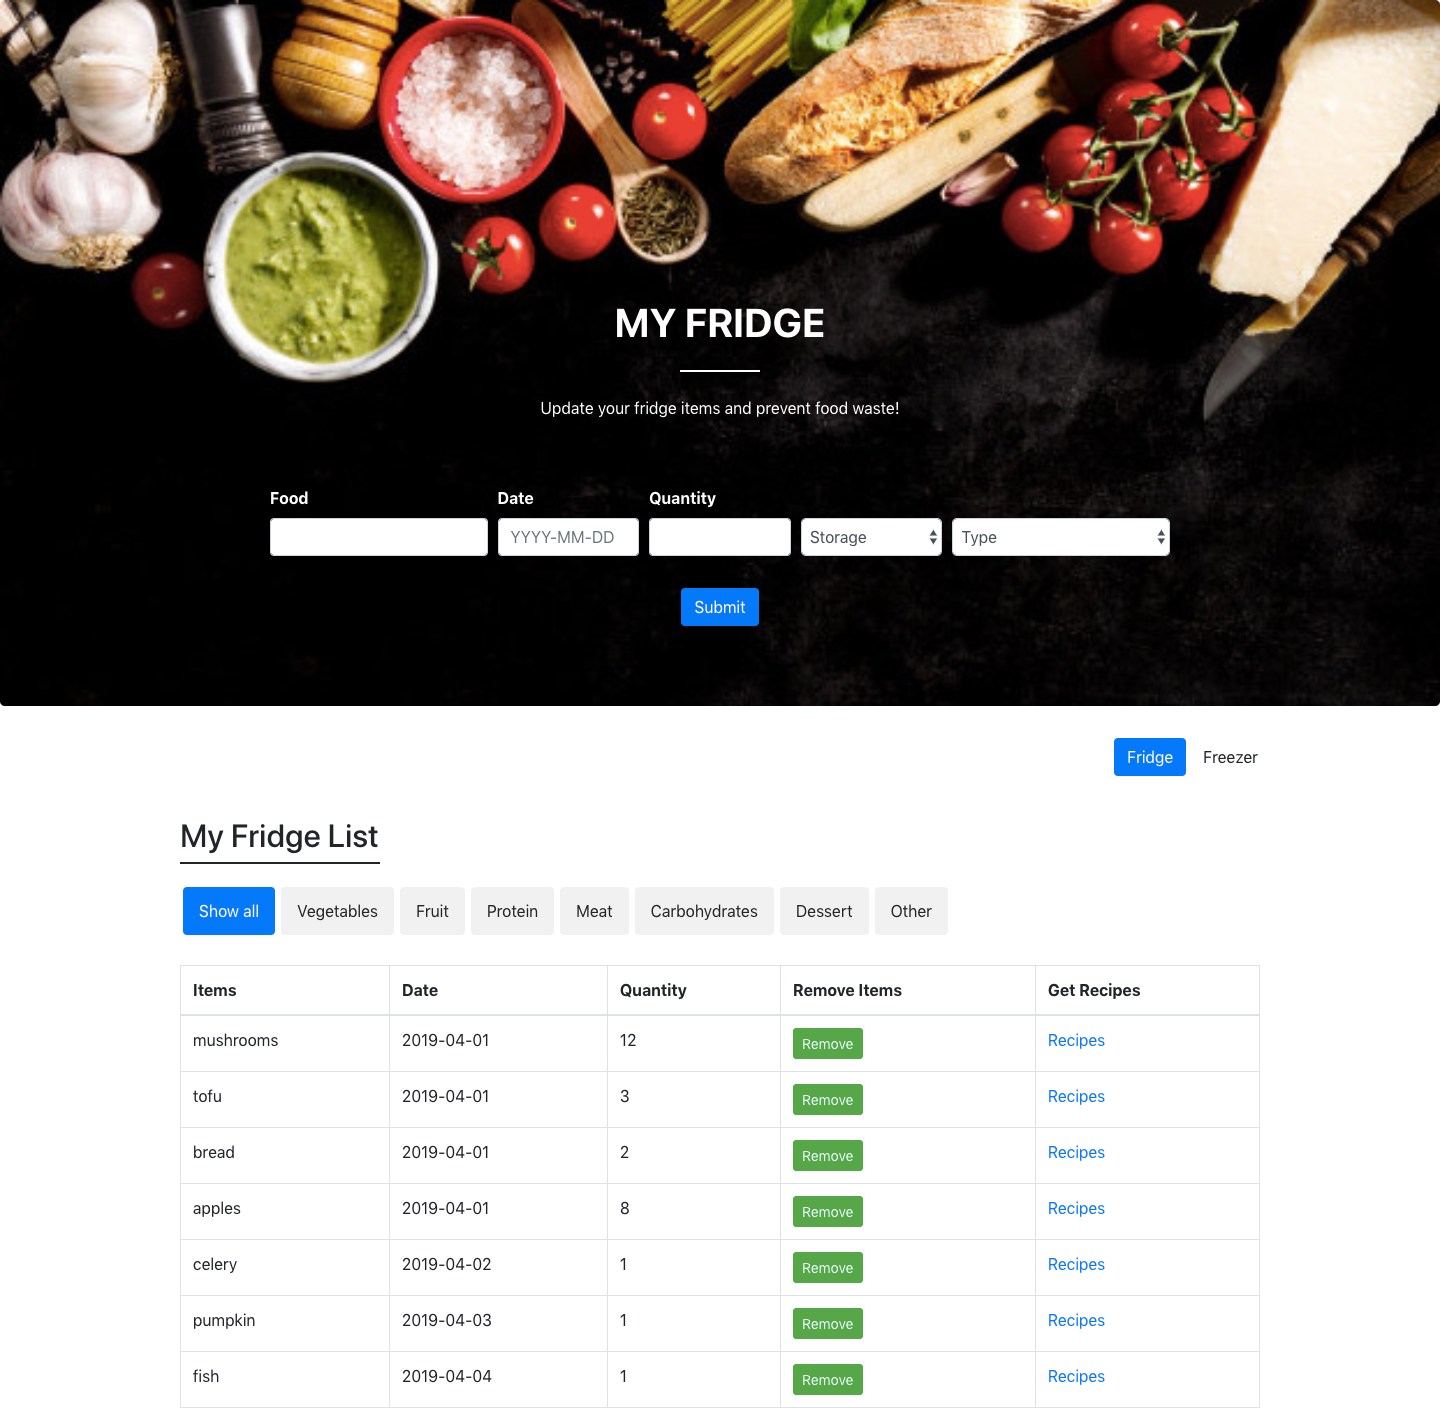 MY FRIDGE
Update your fridge items and prevent food waste!
Food Date Quantity
YYYY-MM-DD Storage Type
Submit
Fridge Freezer
My Fridge List
Show all Vegetables Fruit Protein Meat Carbohydrates Dessert Other
Items Date Quantity Remove Items Get Recipes
mushrooms 2019-04-01 12 Remove Recipes
tofu 2019-04-01 3 Remove Recipes
bread 2019-04-01 2 Remove Recipes
apples 2019-04-01 8 Remove Recipes
celery 2019-04-02 1 Remove Recipes
pumpkin 2019-04-03 1 Remove Recipes
fish 2019-04-04 1 Remove Recipes